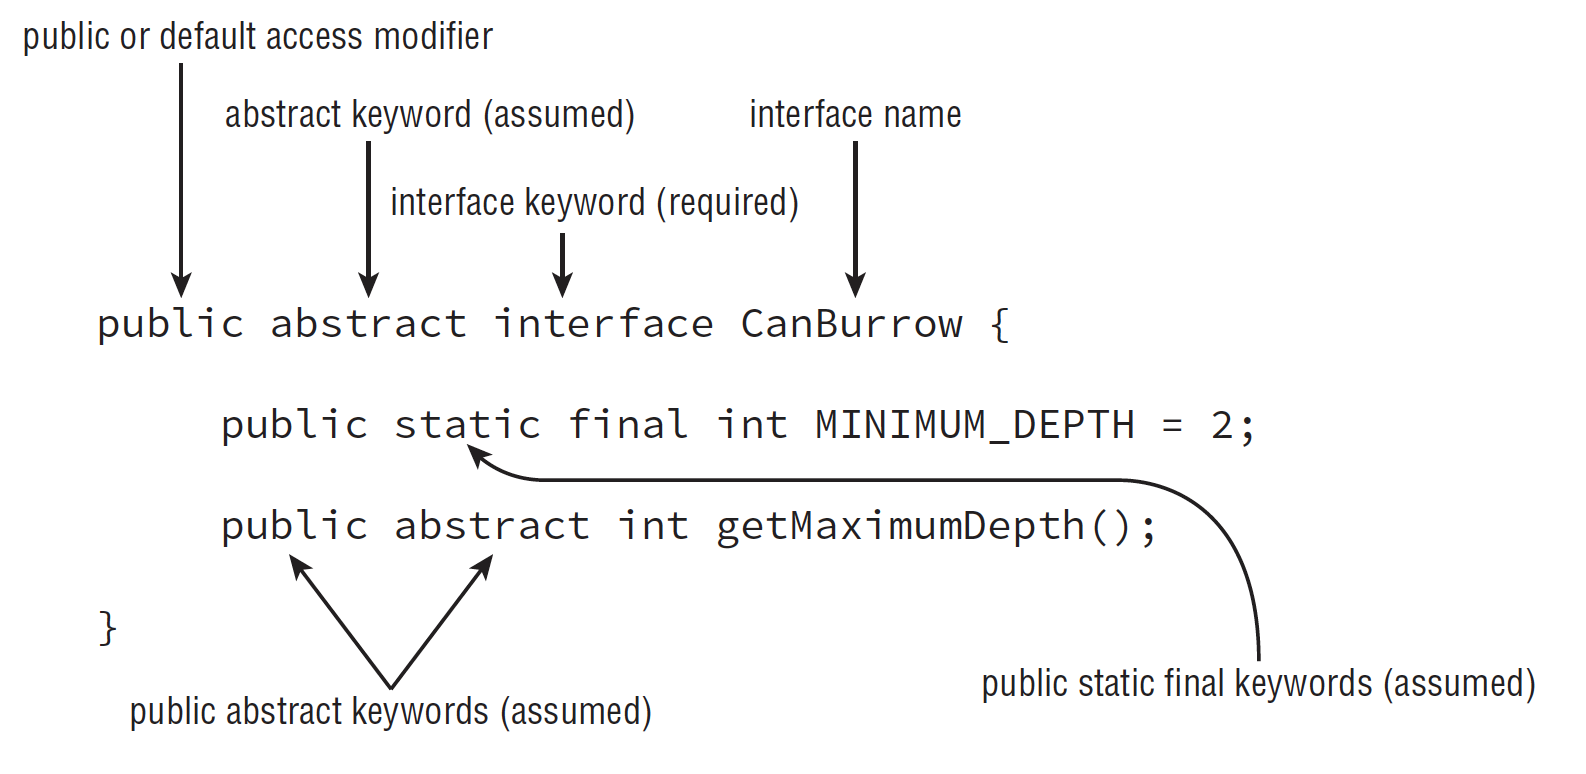 public or default access modifier
abstract keyword (assumed)
interface name
interface keyword (required)
public abstract interface CanBurrow {
public static final int MINIMUM_DEPTH = 2;
public abstract int getMaximumDepth();
}
public static final keywords (assumed)
public abstract keywords (assumed)